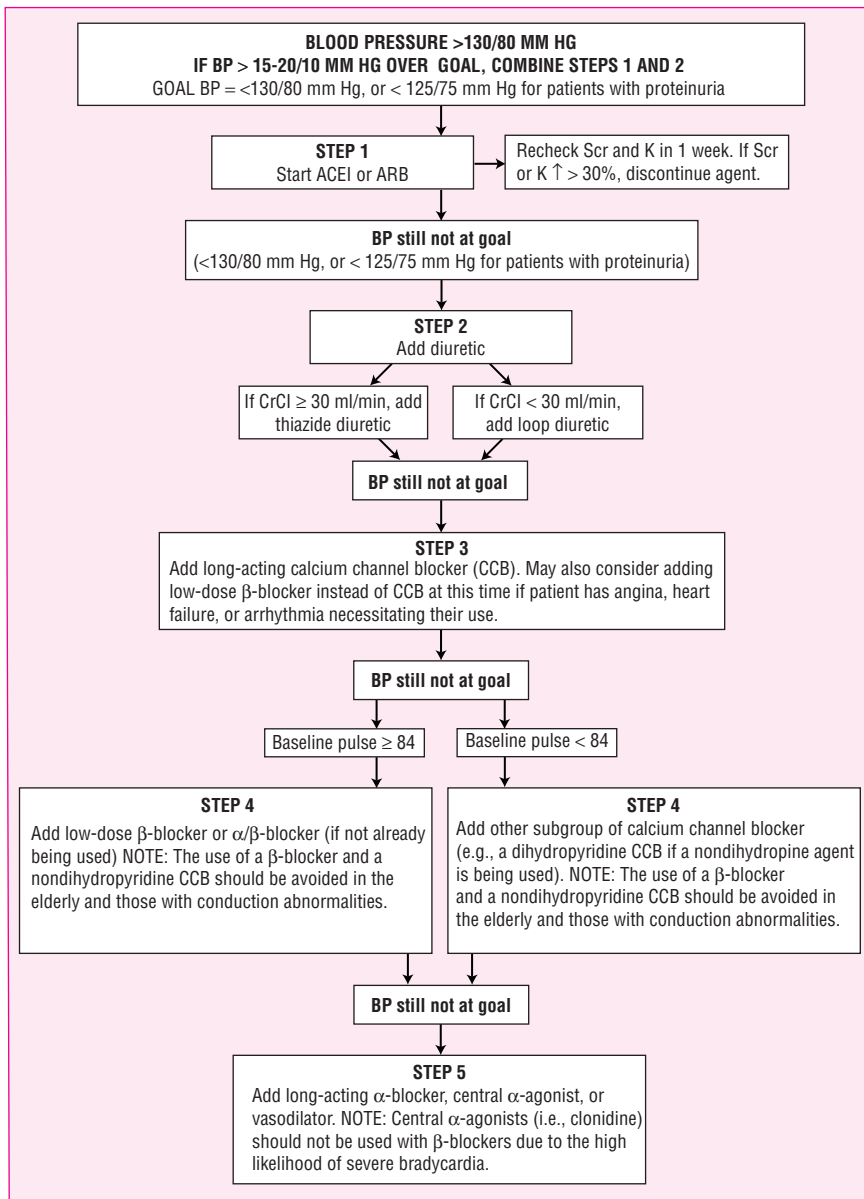 BLOOD PRESSURE >130/80 MM HG
IF BP > 15-20/10 MM HG OVER GOAL, COMBINE STEPS 1 AND 2
GOAL BP = <130/80 mm Hg, or < 125/75 mm Hg for patients with proteinuria
STEP 1
Start ACEI or ARB
Recheck Scr and K in 1 week. If Scr
or K ↑ > 30%, discontinue agent.
BP still not at goal
(<130/80 mm Hg, or < 125/75 mm Hg for patients with proteinuria)
STEP 2
Add diuretic
If CrCl ≥ 30 ml/min, add
thiazide diuretic
If CrCl < 30 ml/min,
add loop diuretic
BP still not at goal
STEP 3
Add long-acting calcium channel blocker (CCB). May also consider adding
low-dose β-blocker instead of CCB at this time if patient has angina, heart
failure, or arrhythmia necessitating their use.
BP still not at goal
Baseline pulse ≥ 84
Baseline pulse < 84
STEP 4
Add low-dose β-blocker or α/β-blocker (if not already
being used) NOTE: The use of a β-blocker and a
nondihydropyridine CCB should be avoided in the
elderly and those with conduction abnormalities.
STEP 4
Add other subgroup of calcium channel blocker
(e.g., a dihydropyridine CCB if a nondihydropine agent
is being used). NOTE: The use of a β-blocker
and a nondihydropyridine CCB should be avoided in
the elderly and those with conduction abnormalities.
BP still not at goal
STEP 5
Add long-acting α-blocker, central α-agonist, or
vasodilator. NOTE: Central α-agonists (i.e., clonidine)
should not be used with β-blockers due to the high
likelihood of severe bradycardia.